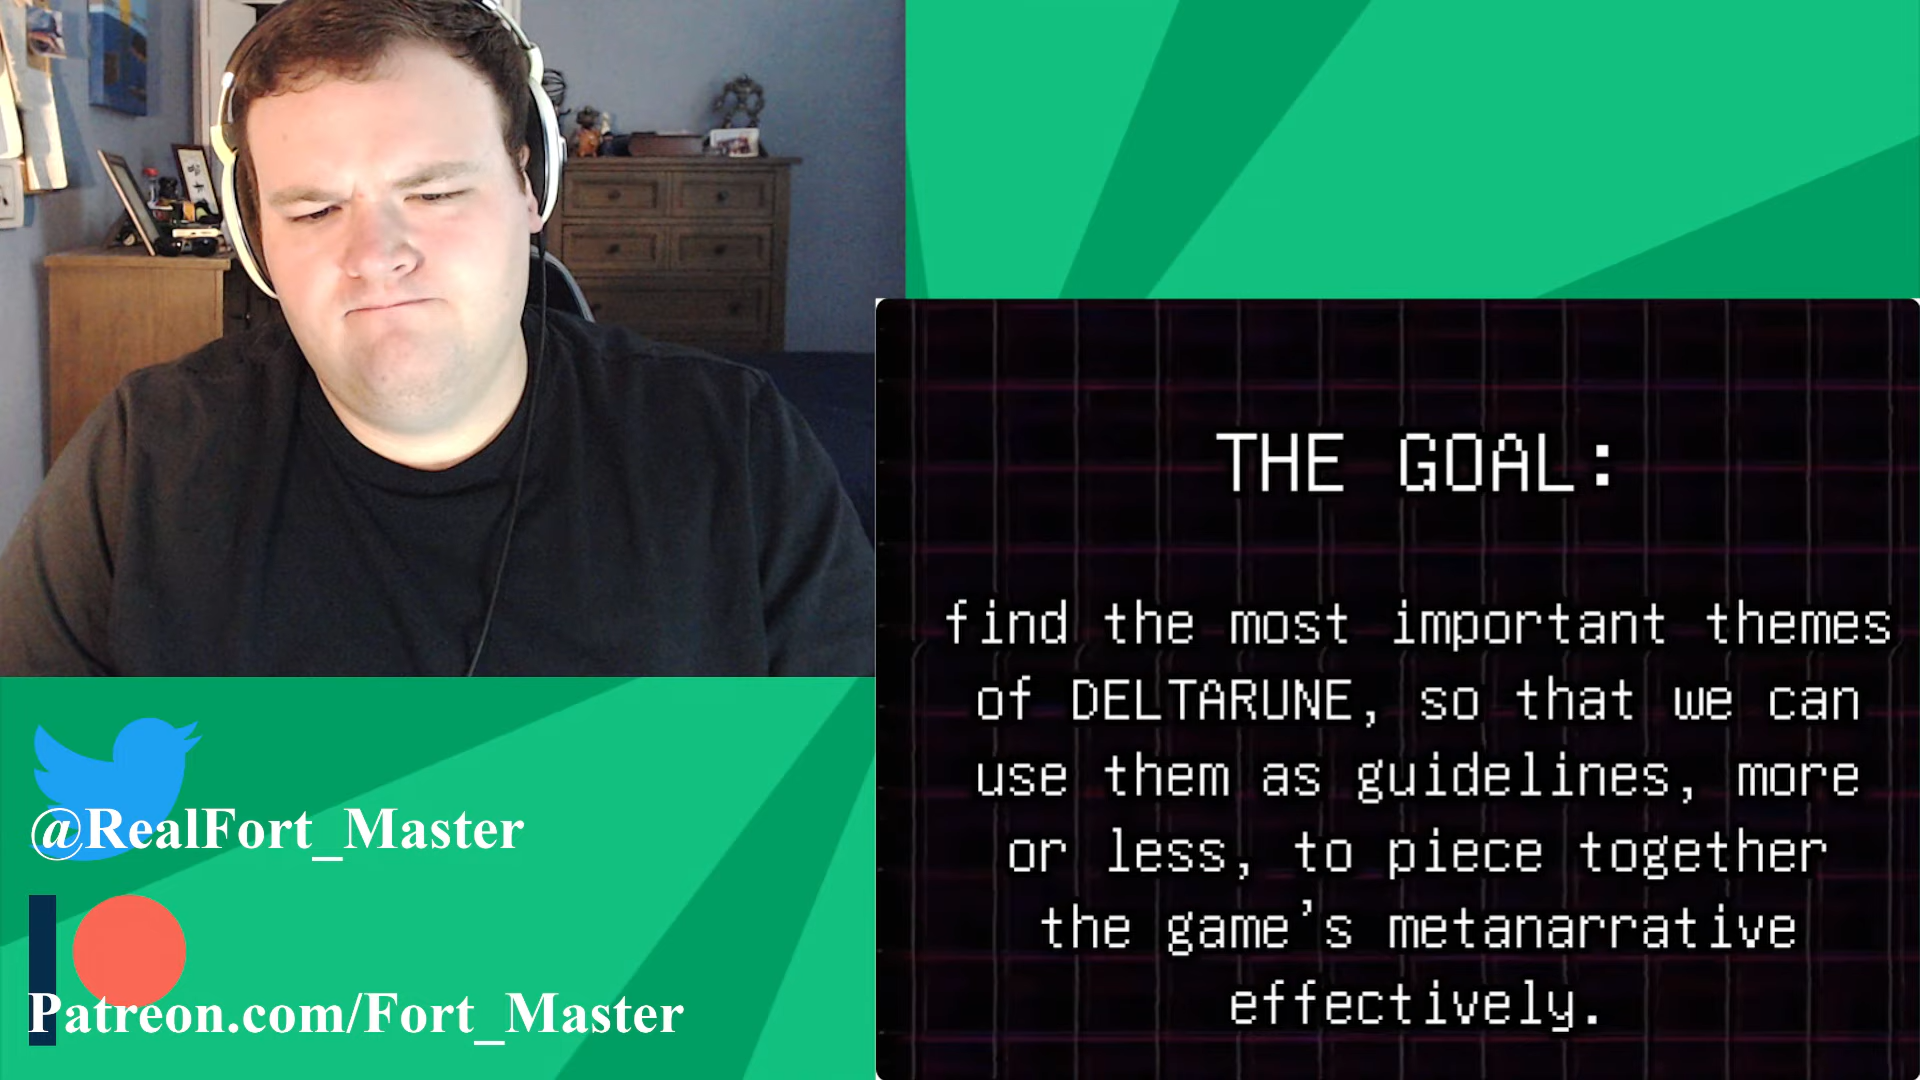 THE GOAL:
find the most important themes
of DELTARUNE, so that we can
use them as guidelines, more
or less, to piece together
the game's metanarrative
effectively.
@RealFort_Master
Patreon.com/Fort_Master